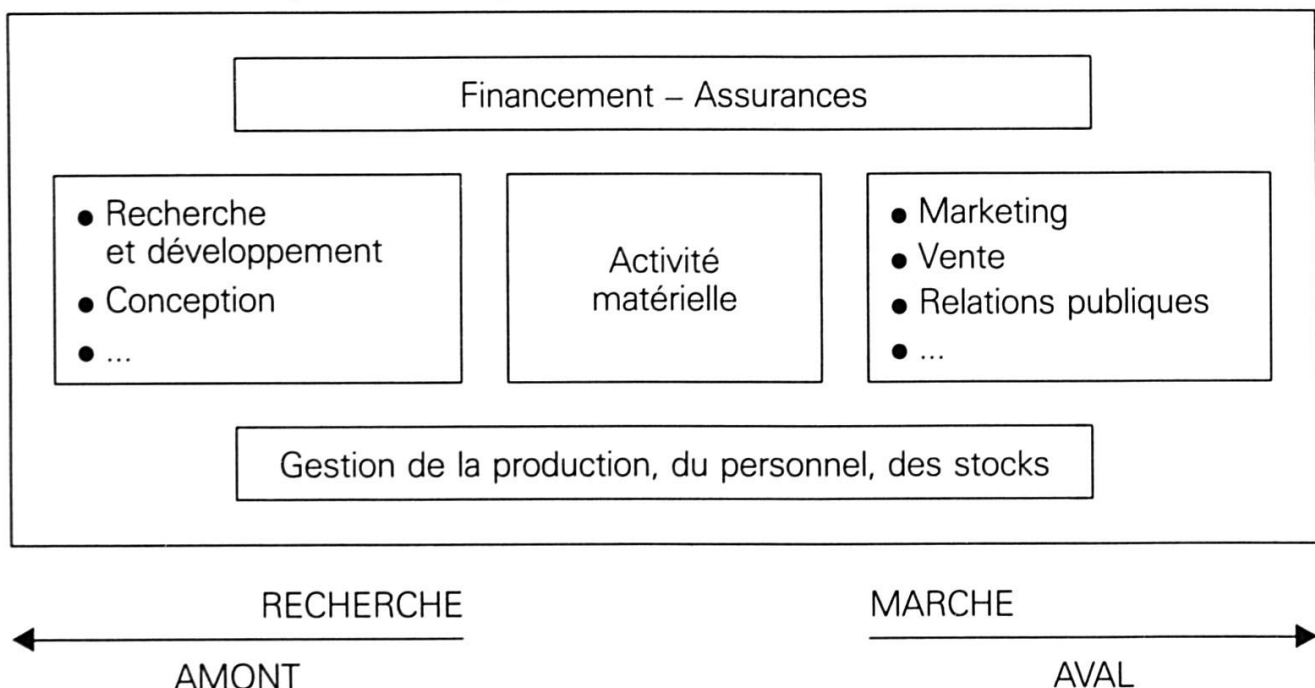 Financement – Assurances
● Recherche
et développement
● Conception
● ...
Activité
matérielle
● Marketing
● Vente
● Relations publiques
● ...
Gestion de la production, du personnel, des stocks
RECHERCHE
AMONT
MARCHE
AVAL